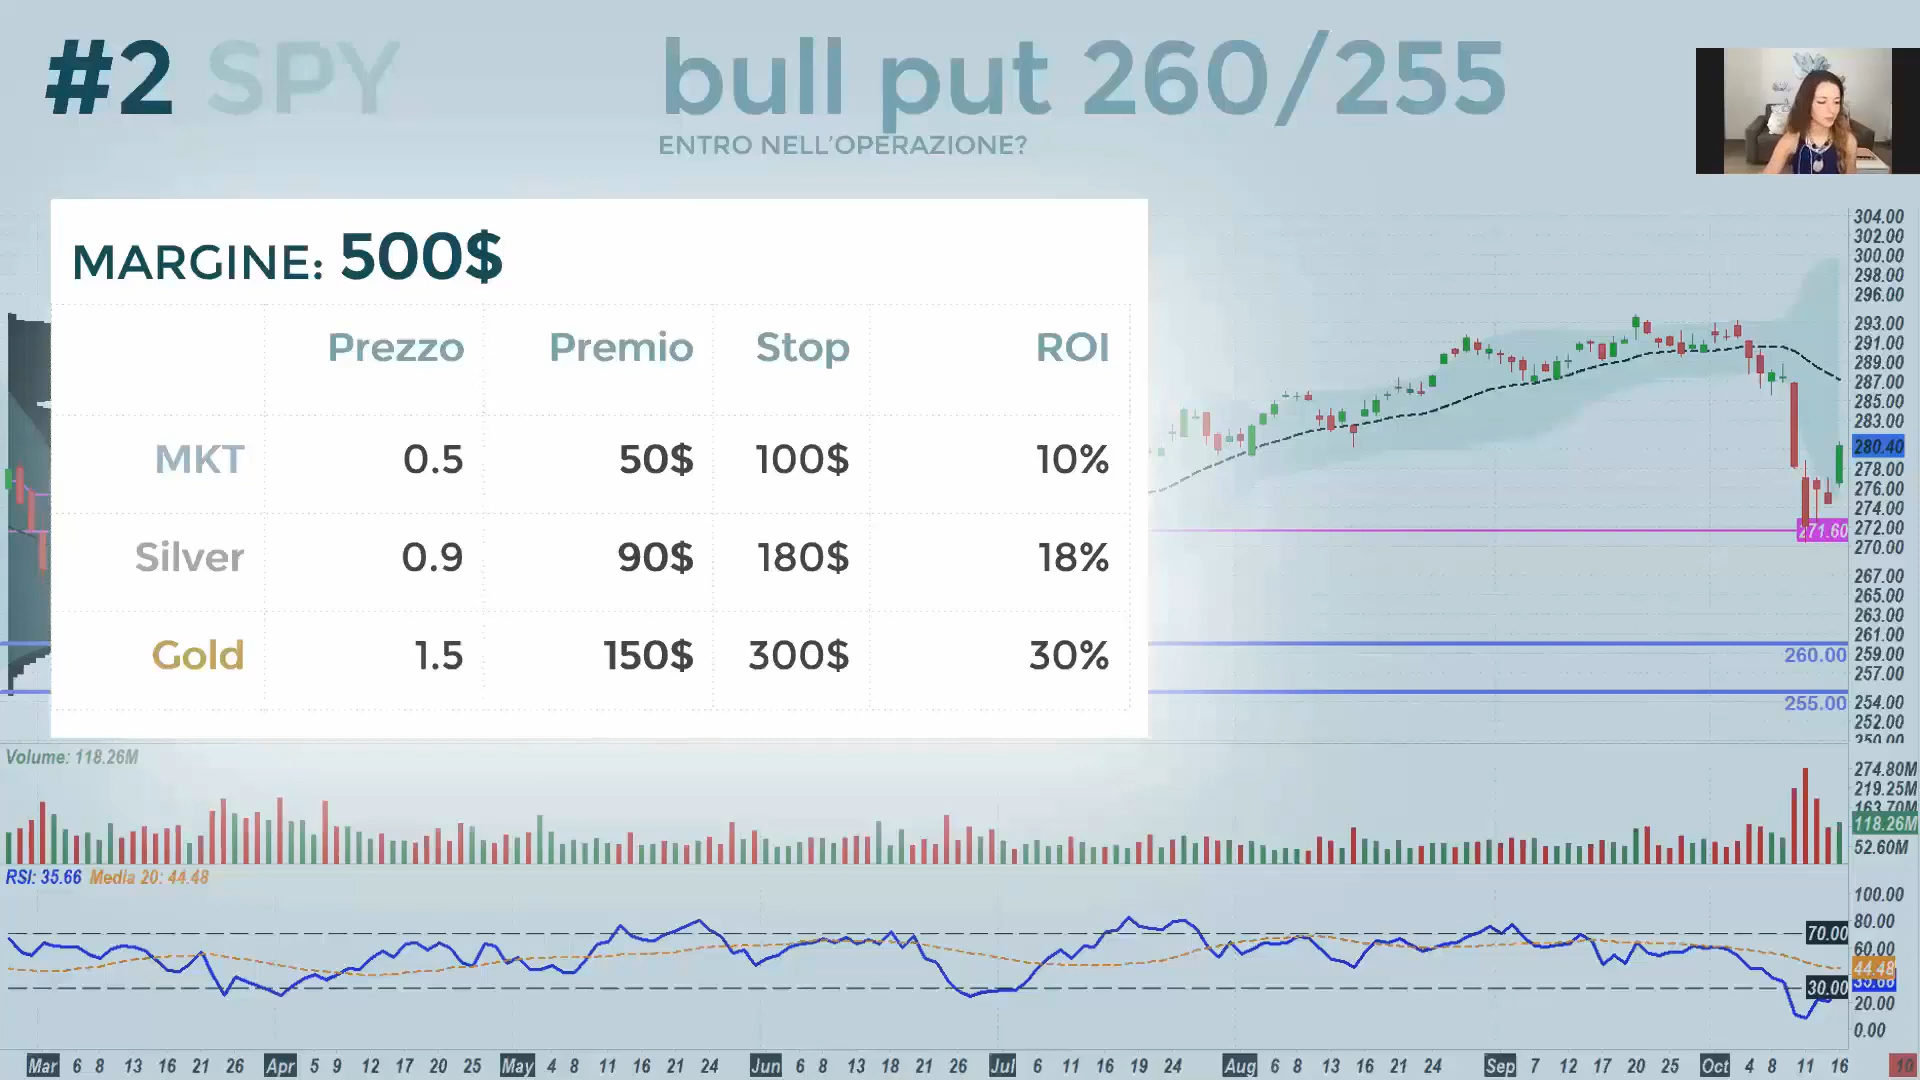 #2 SPY bull put 260/255
ENTRO NELL'OPERAZIONE?
MARGINE: 500$
Prezzo Premio Stop ROI
MKT 0.5 50$ 100$ 10%
Silver 0.9 90$ 180$ 18%
Gold 1.5 150$ 300$ 30%
304.00
302.00
300.00
298.00
296.00
293.00
291.00
289.00
287.00
285.00
283.00
280.40
278.00
276.00
274.00
272.00
271.60
270.00
267.00
265.00
263.00
261.00
260.00 259.00
257.00
255.00 254.00
252.00
250.00
Volume: 118.26M
274.80M
219.25M
163.70M
118.26M
52.60M
RSI: 35.66 Media 20: 44.48
100.00
80.00
70.00
60.00
44.48
35.66
30.00
20.00
0.00
Mar 6 8 13 16 21 26 Apr 5 9 12 17 20 25 May 4 8 11 16 21 24 Jun 6 8 13 18 21 26 Jul 6 11 16 19 24 Aug 6 8 13 16 21 24 Sep 7 12 17 20 25 Oct 4 8 11 16 10